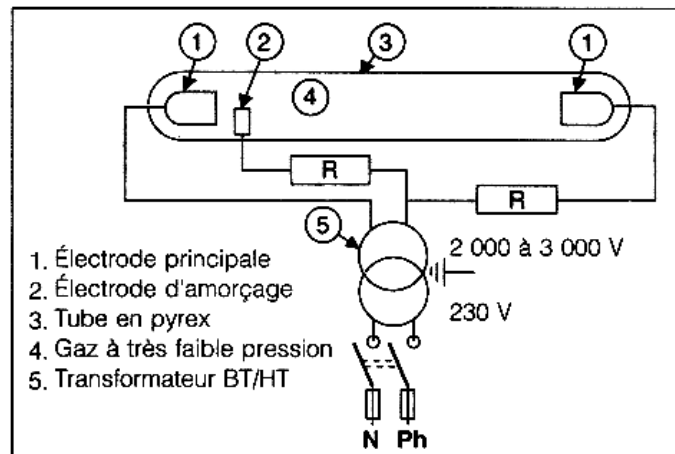 1 2 3 1
4
R
R
5
2 000 à 3 000 V
230 V
1. Électrode principale
2. Électrode d'amorçage
3. Tube en pyrex
4. Gaz à très faible pression
5. Transformateur BT/HT
N Ph